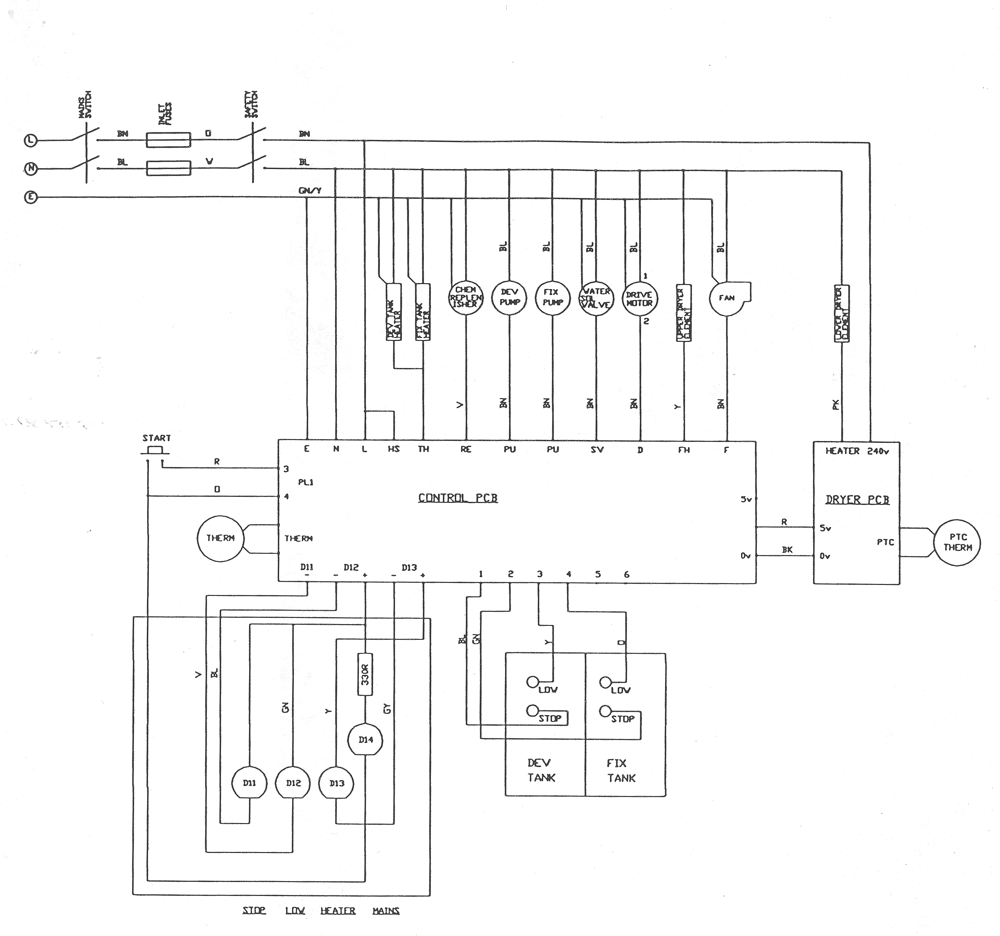 MAINS
SWITCH
INLET
FUSES
SAFETY
SWITCH
L
BN
O
BN
N
BL
W
BL
E
GN/Y
BL
BL
BL
BL
BL
1
DEV TANK
HEATER
FIX TANK
HEATER
CHEM
REPLEN
ISHER
DEV
PUMP
FIX
PUMP
WATER
SOL
VALVE
DRIVE
MOTOR
UPPER DRYER
ELEMENT
FAN
LOWER DRYER
ELEMENT
2
V
BN
BN
BN
BN
Y
BN
PK
START
E
N
L
HS
TH
RE
PU
PU
SV
D
FH
F
HEATER 240v
R
3
PL1
O
4
CONTROL PCB
5v
DRYER PCB
THERM
THERM
R
5v
PTC
PTC
THERM
0v
BK
0v
D11
D12
D13
-
-
+
-
+
1
2
3
4
5
6
BL
GN
Y
O
V
BL
GN
Y
330R
GY
LOW
LOW
STOP
STOP
D14
DEV
TANK
FIX
TANK
D11
D12
D13
STOP
LOW
HEATER
MAINS